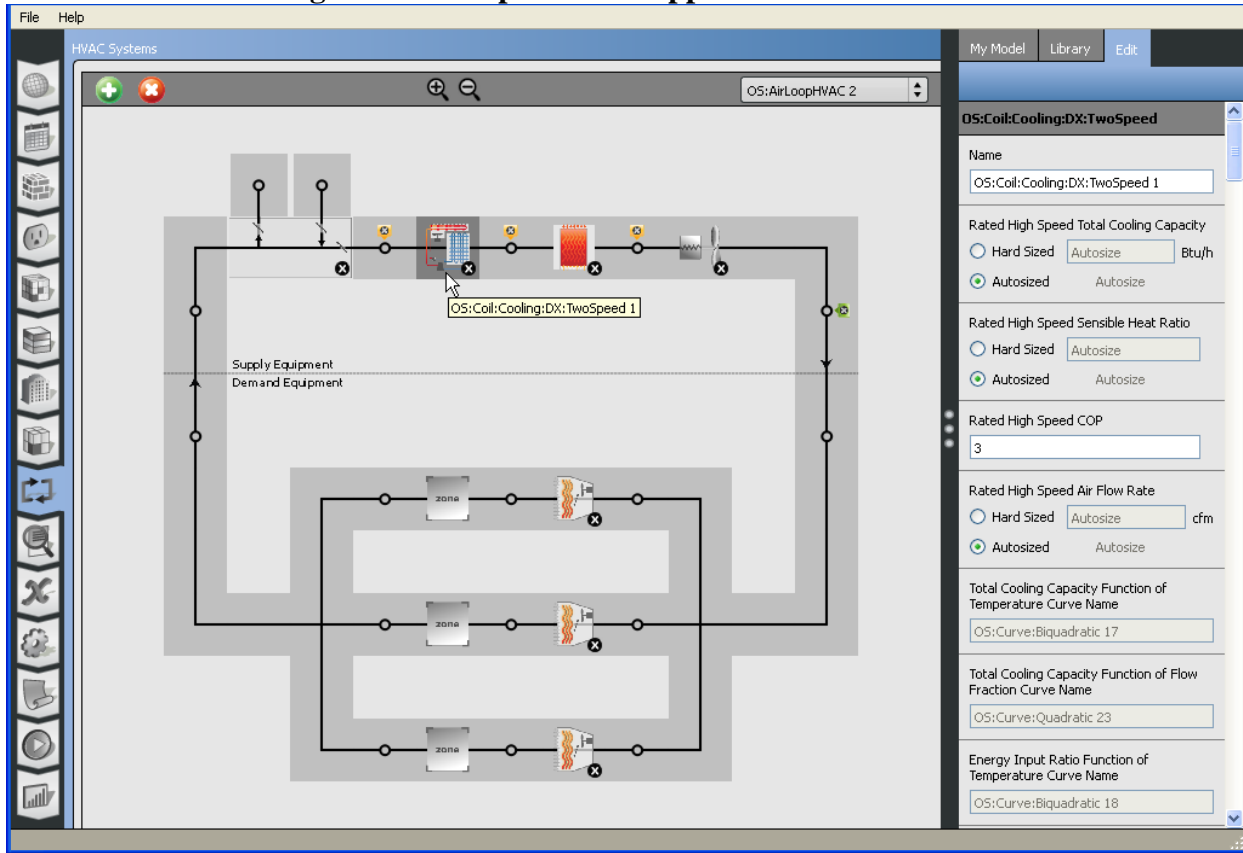 File Help
HVAC Systems
My Model Library Edit
OS:AirLoopHVAC 2
OS:Coil:Cooling:DX:TwoSpeed
Name
OS:Coil:Cooling:DX:TwoSpeed 1
Rated High Speed Total Cooling Capacity
Hard Sized Autosize Btu/h
Autosized Autosize
OS:Coil:Cooling:DX:TwoSpeed 1
Rated High Speed Sensible Heat Ratio
Hard Sized Autosize
Autosized Autosize
Supply Equipment
Demand Equipment
Rated High Speed COP
3
Rated High Speed Air Flow Rate
Hard Sized Autosize cfm
Autosized Autosize
zone
zone
zone
Total Cooling Capacity Function of
Temperature Curve Name
OS:Curve:Biquadratic 17
Total Cooling Capacity Function of Flow
Fraction Curve Name
OS:Curve:Quadratic 23
Energy Input Ratio Function of
Temperature Curve Name
OS:Curve:Biquadratic 18